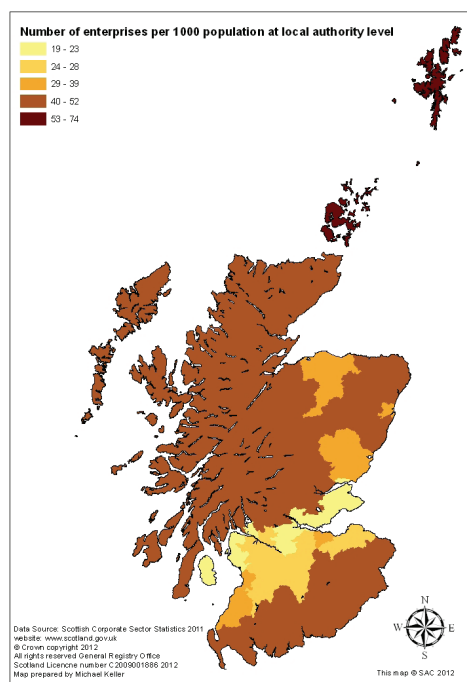 Number of enterprises per 1000 population at local authority level
19 - 23
24 - 28
29 - 39
40 - 52
53 - 74
Data Source: Scottish Corporate Sector Statistics 2011
website: www.scotland.gov.uk
© Crown copyright 2012
All rights reserved General Registry Office
Scotland Licence number C2009001886 2012
Map prepared by Michael Keller
N
W E
S
This map © SAC 2012